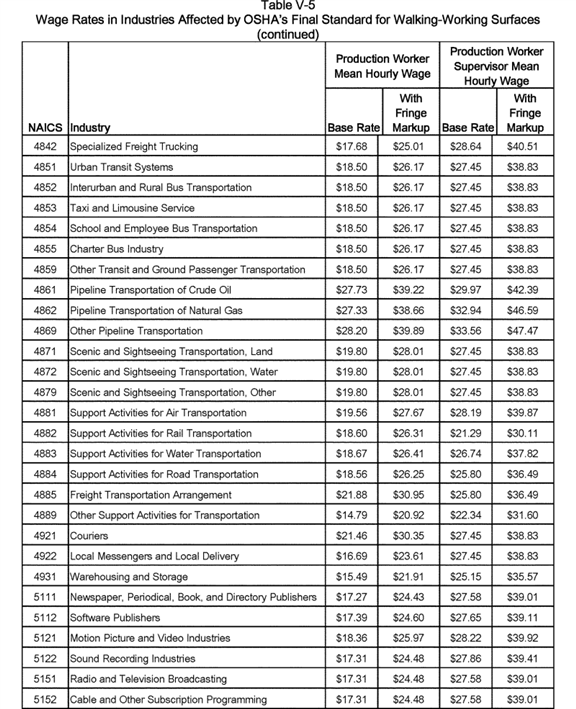 Table V-5
Wage Rates in Industries Affected by OSHA's Final Standard for Walking-Working Surfaces
(continued)
Production Worker Mean Hourly Wage | Production Worker Supervisor Mean Hourly Wage
NAICS | Industry | Base Rate | With Fringe Markup | Base Rate | With Fringe Markup
4842 | Specialized Freight Trucking | $17.68 | $25.01 | $28.64 | $40.51
4851 | Urban Transit Systems | $18.50 | $26.17 | $27.45 | $38.83
4852 | Interurban and Rural Bus Transportation | $18.50 | $26.17 | $27.45 | $38.83
4853 | Taxi and Limousine Service | $18.50 | $26.17 | $27.45 | $38.83
4854 | School and Employee Bus Transportation | $18.50 | $26.17 | $27.45 | $38.83
4855 | Charter Bus Industry | $18.50 | $26.17 | $27.45 | $38.83
4859 | Other Transit and Ground Passenger Transportation | $18.50 | $26.17 | $27.45 | $38.83
4861 | Pipeline Transportation of Crude Oil | $27.73 | $39.22 | $29.97 | $42.39
4862 | Pipeline Transportation of Natural Gas | $27.33 | $38.66 | $32.94 | $46.59
4869 | Other Pipeline Transportation | $28.20 | $39.89 | $33.56 | $47.47
4871 | Scenic and Sightseeing Transportation, Land | $19.80 | $28.01 | $27.45 | $38.83
4872 | Scenic and Sightseeing Transportation, Water | $19.80 | $28.01 | $27.45 | $38.83
4879 | Scenic and Sightseeing Transportation, Other | $19.80 | $28.01 | $27.45 | $38.83
4881 | Support Activities for Air Transportation | $19.56 | $27.67 | $28.19 | $39.87
4882 | Support Activities for Rail Transportation | $18.60 | $26.31 | $21.29 | $30.11
4883 | Support Activities for Water Transportation | $18.67 | $26.41 | $26.74 | $37.82
4884 | Support Activities for Road Transportation | $18.56 | $26.25 | $25.80 | $36.49
4885 | Freight Transportation Arrangement | $21.88 | $30.95 | $25.80 | $36.49
4889 | Other Support Activities for Transportation | $14.79 | $20.92 | $22.34 | $31.60
4921 | Couriers | $21.46 | $30.35 | $27.45 | $38.83
4922 | Local Messengers and Local Delivery | $16.69 | $23.61 | $27.45 | $38.83
4931 | Warehousing and Storage | $15.49 | $21.91 | $25.15 | $35.57
5111 | Newspaper, Periodical, Book, and Directory Publishers | $17.27 | $24.43 | $27.58 | $39.01
5112 | Software Publishers | $17.39 | $24.60 | $27.65 | $39.11
5121 | Motion Picture and Video Industries | $18.36 | $25.97 | $28.22 | $39.92
5122 | Sound Recording Industries | $17.31 | $24.48 | $27.86 | $39.41
5151 | Radio and Television Broadcasting | $17.31 | $24.48 | $27.58 | $39.01
5152 | Cable and Other Subscription Programming | $17.31 | $24.48 | $27.58 | $39.01